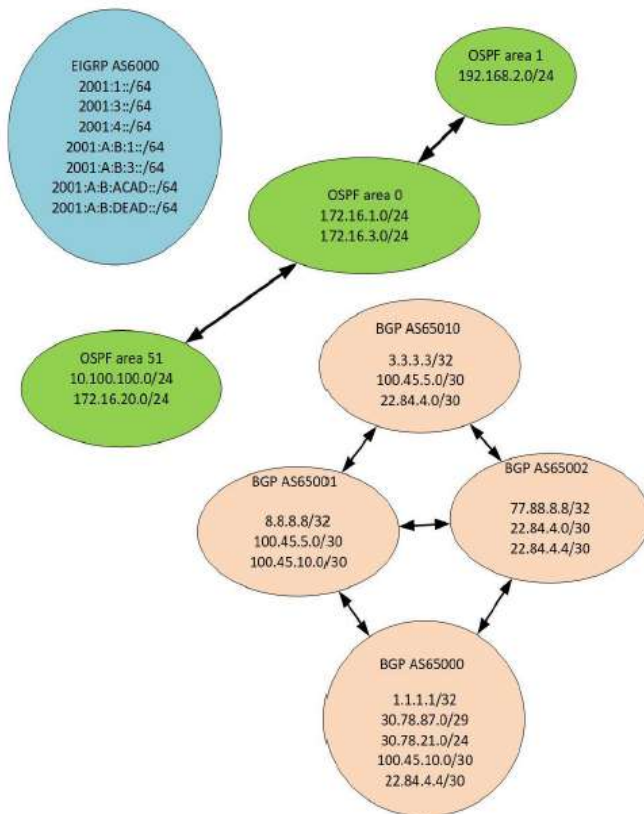 EIGRP AS6000
2001:1::/64
2001:3::/64
2001:4::/64
2001:A:B:1::/64
2001:A:B:3::/64
2001:A:B:ACAD::/64
2001:A:B:DEAD::/64
OSPF area 1
192.168.2.0/24
OSPF area 0
172.16.1.0/24
172.16.3.0/24
OSPF area 51
10.100.100.0/24
172.16.20.0/24
BGP AS65010
3.3.3.3/32
100.45.5.0/30
22.84.4.0/30
BGP AS65001
8.8.8.8/32
100.45.5.0/30
100.45.10.0/30
BGP AS65002
77.88.8.8/32
22.84.4.0/30
22.84.4.4/30
BGP AS65000
1.1.1.1/32
30.78.87.0/29
30.78.21.0/24
100.45.10.0/30
22.84.4.4/30